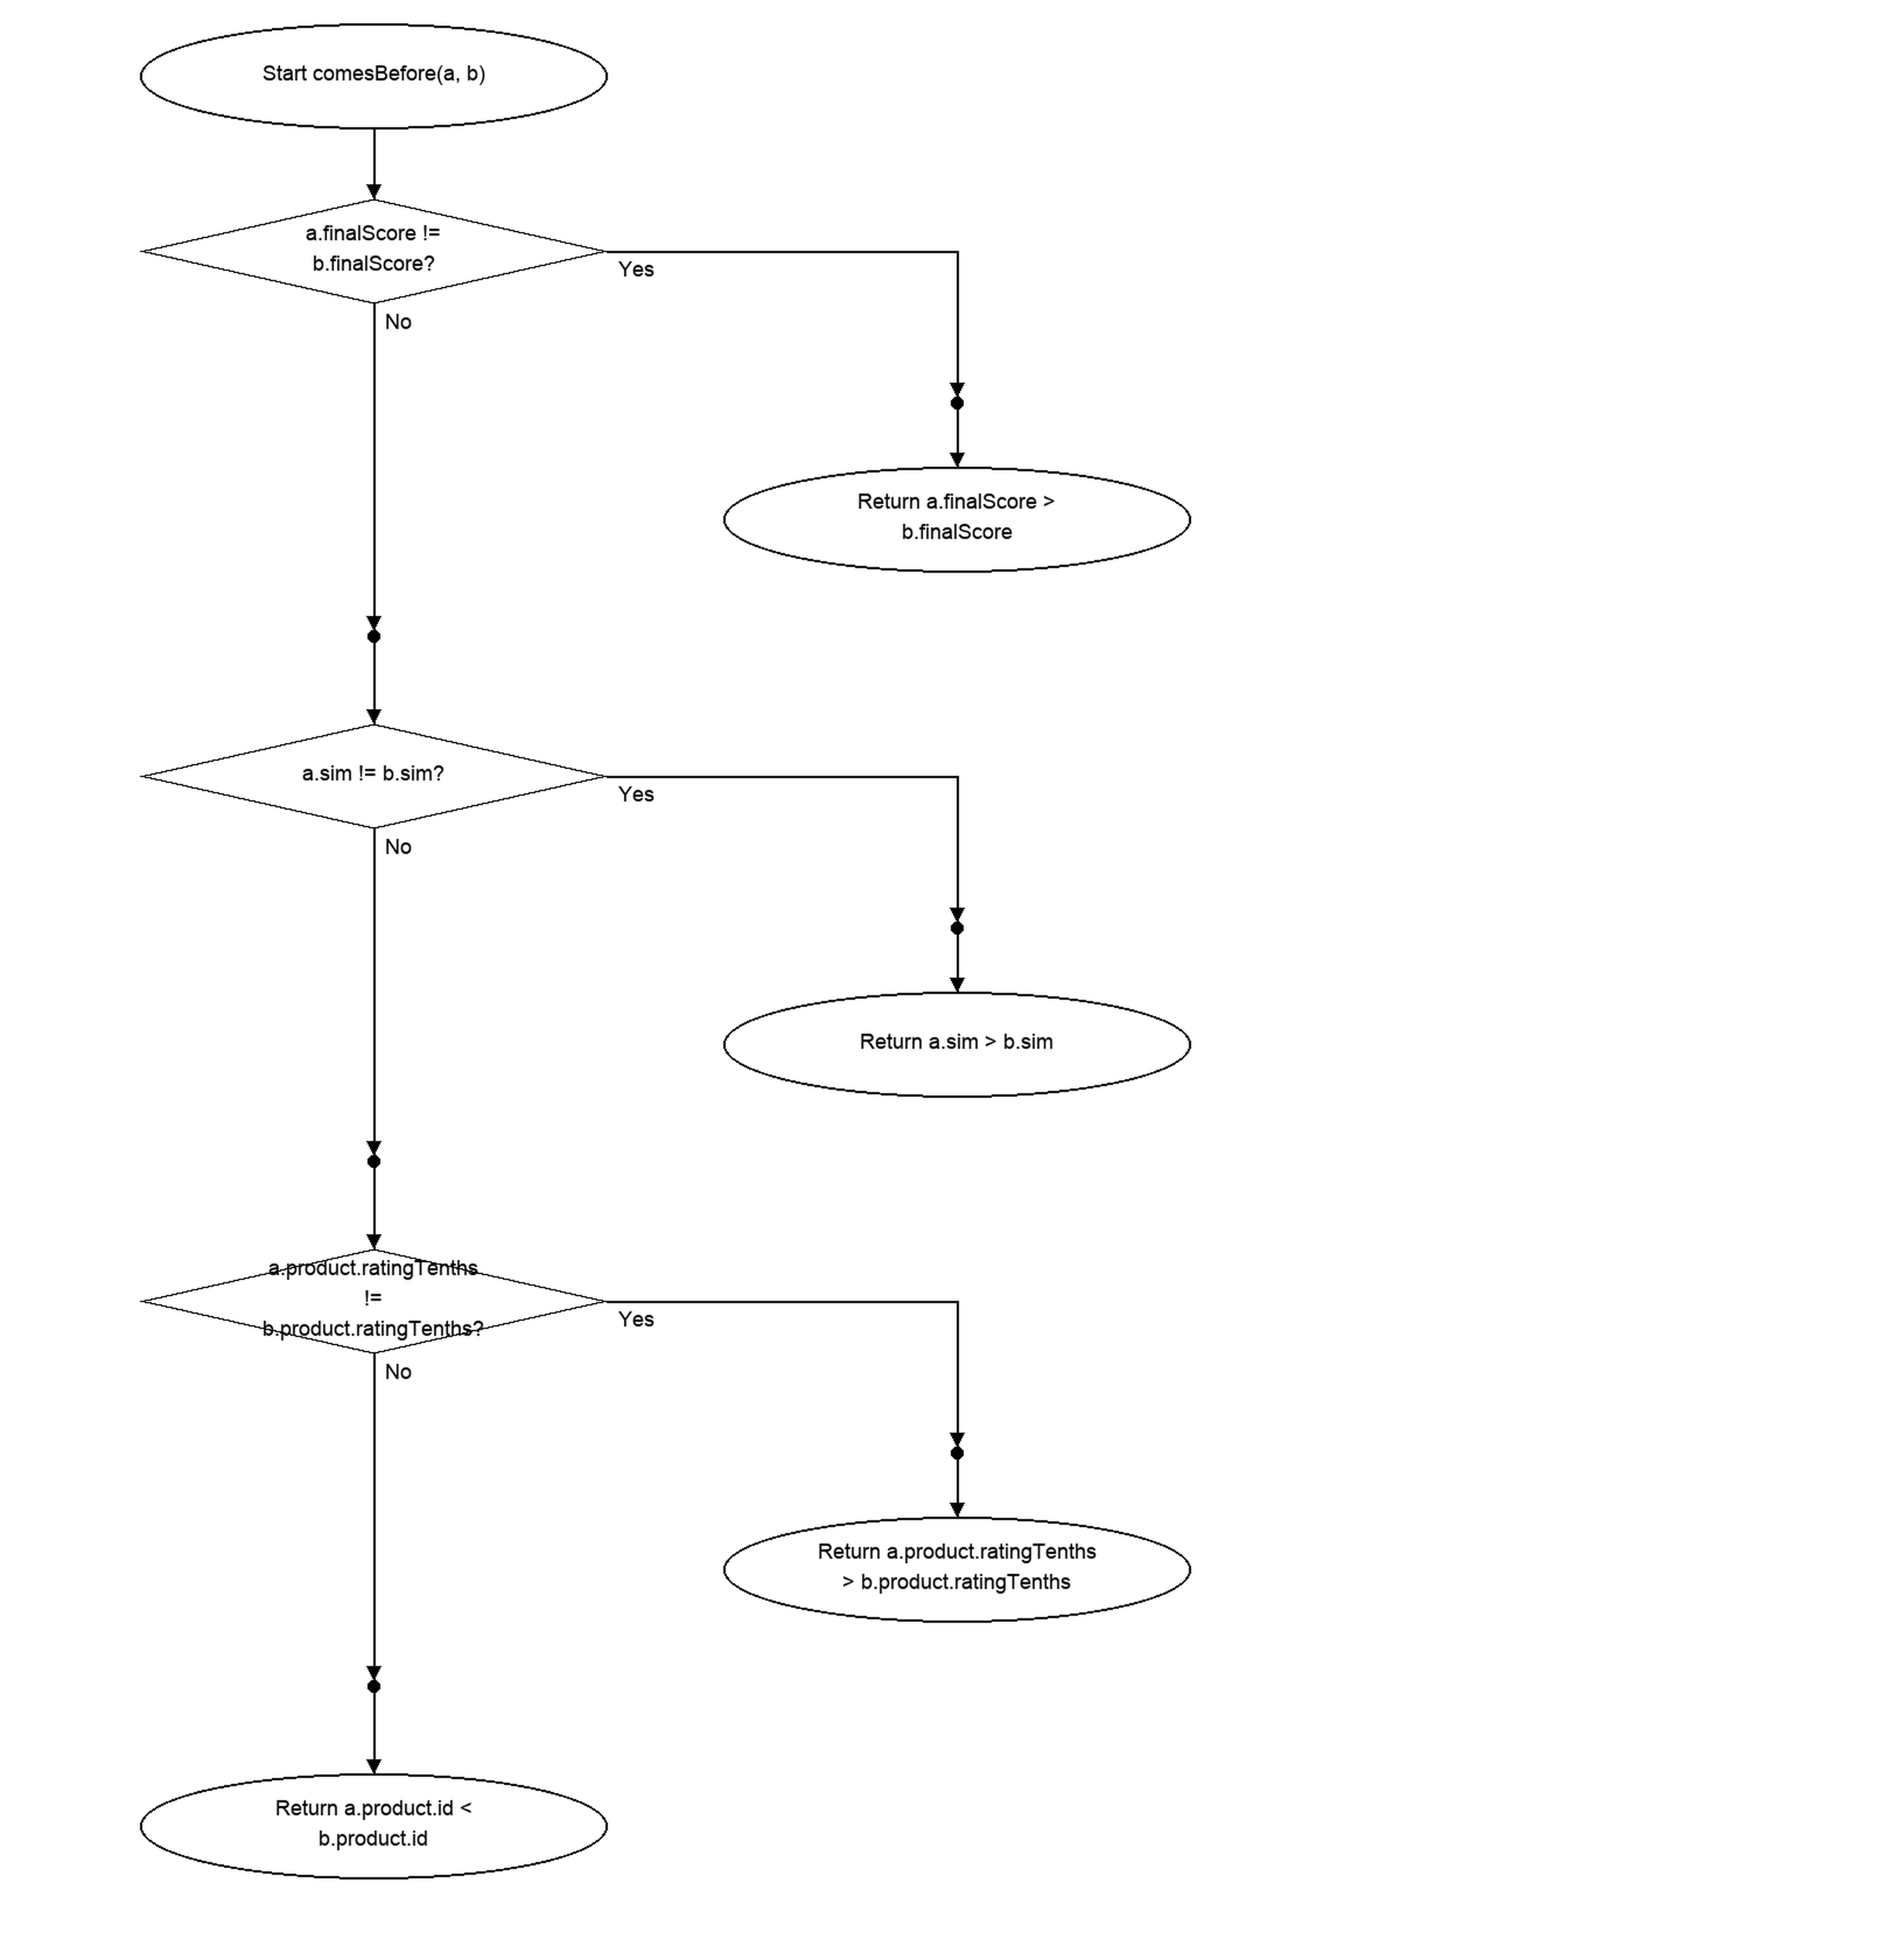 Start comesBefore(a, b)
a.finalScore !=
b.finalScore?
Yes
No
Return a.finalScore >
b.finalScore
a.sim != b.sim?
Yes
No
Return a.sim > b.sim
a.product.ratingTenths
!=
b.product.ratingTenths?
Yes
No
Return a.product.ratingTenths
> b.product.ratingTenths
Return a.product.id <
b.product.id